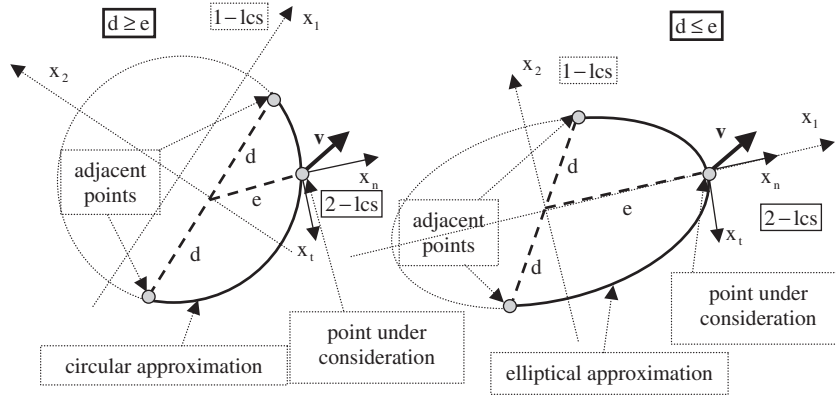 d ≥ e
1−lcs
x₁
x₂
adjacent
points
d
e
d
v
xₙ
2−lcs
xₜ
circular approximation
point under
consideration
d ≤ e
x₂
1−lcs
x₁
v
d
xₙ
e
2−lcs
adjacent
points
d
xₜ
point under
consideration
elliptical approximation